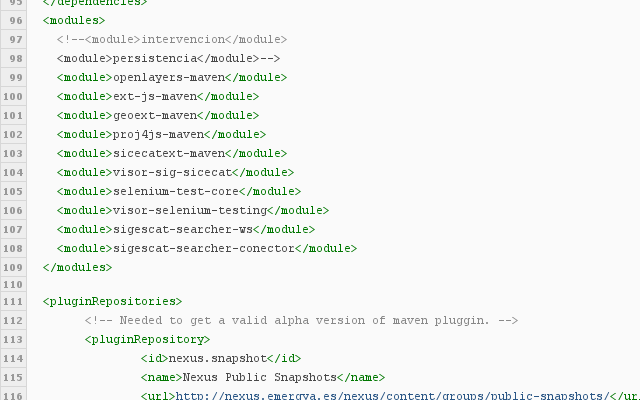 95 </dependencies>
96 <modules>
97 <!--<module>intervencion</module>
98 <module>persistencia</module>-->
99 <module>openlayers-maven</module>
100 <module>ext-js-maven</module>
101 <module>geoext-maven</module>
102 <module>proj4js-maven</module>
103 <module>sicecatext-maven</module>
104 <module>visor-sig-sicecat</module>
105 <module>selenium-test-core</module>
106 <module>visor-selenium-testing</module>
107 <module>sigescat-searcher-ws</module>
108 <module>sigescat-searcher-conector</module>
109 </modules>
110
111 <pluginRepositories>
112 <!-- Needed to get a valid alpha version of maven pluggin. -->
113 <pluginRepository>
114 <id>nexus.snapshot</id>
115 <name>Nexus Public Snapshots</name>
116 <url>http://nexus.emergya.es/nexus/content/groups/public-snapshots/</ur